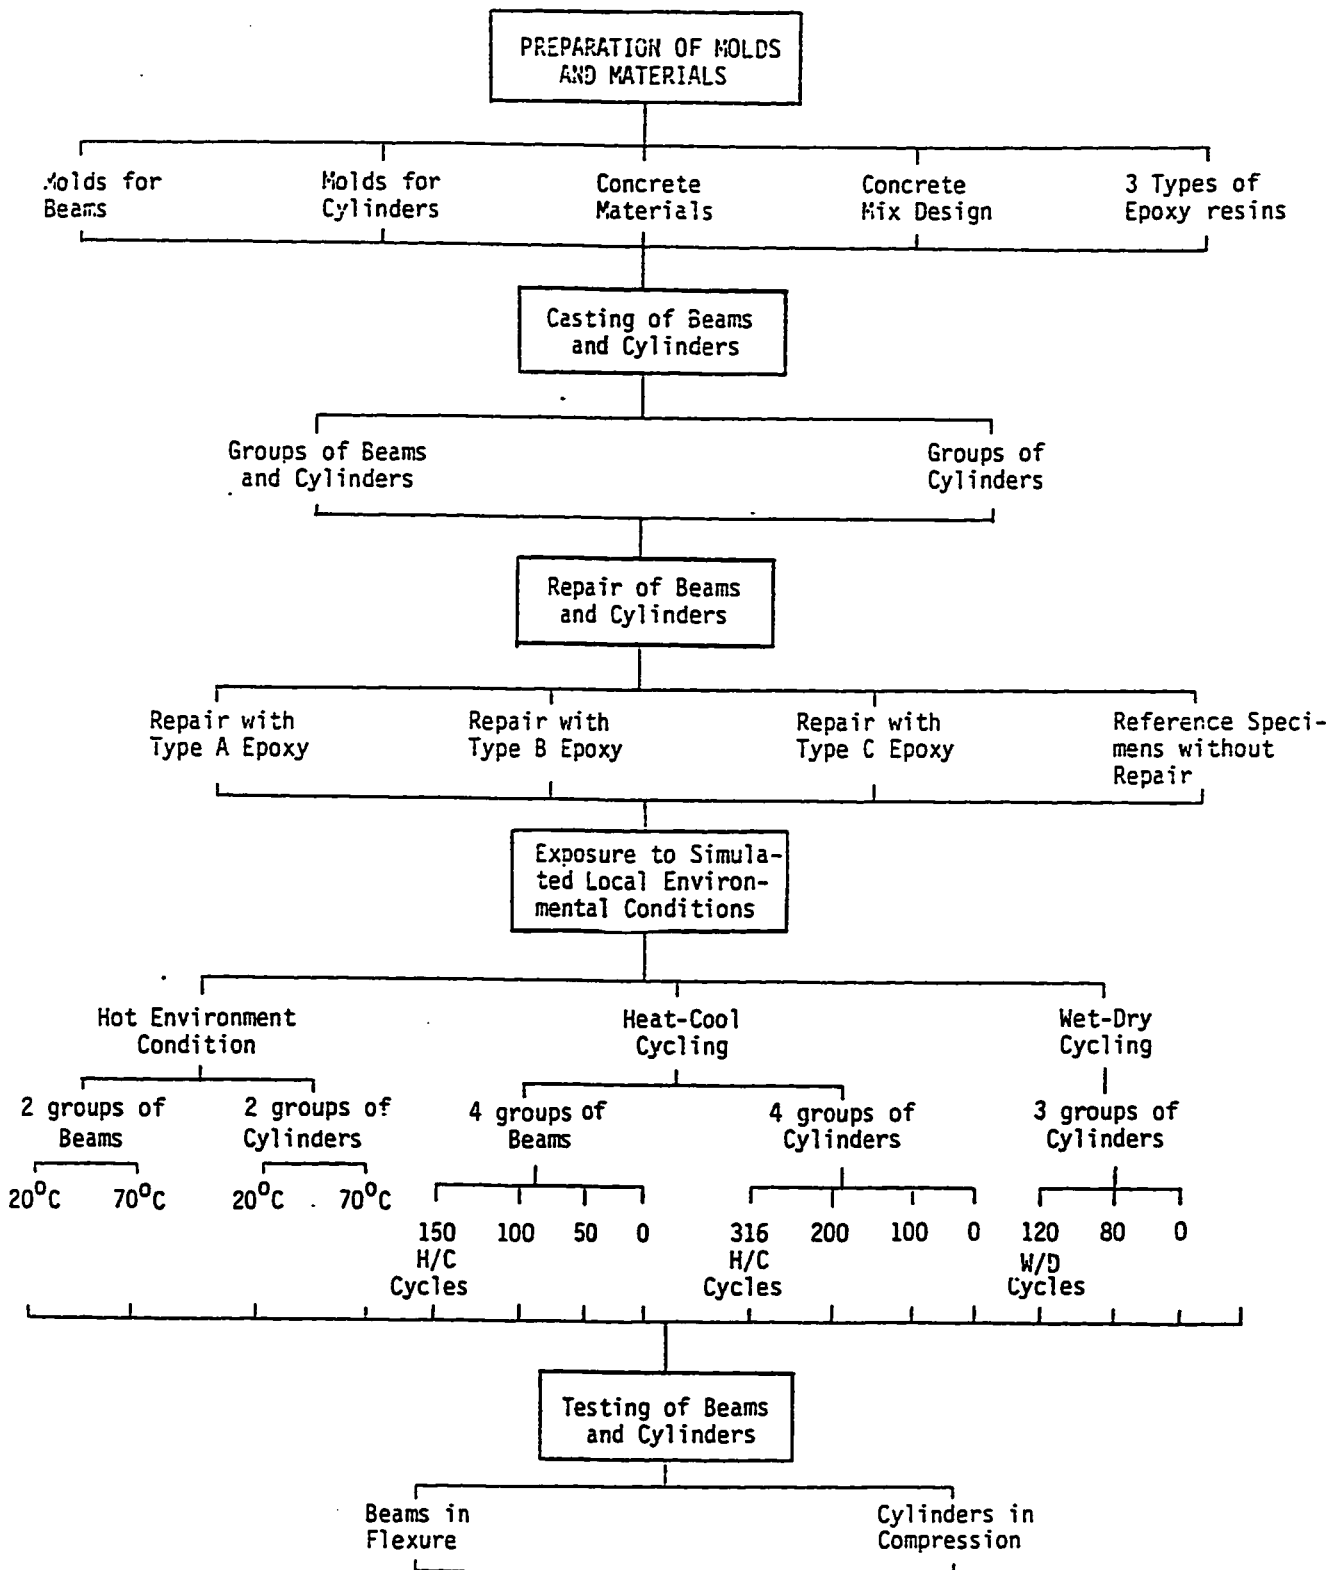 PREPARATION OF MOLDS
AND MATERIALS
Molds for
Beams
Molds for
Cylinders
Concrete
Materials
Concrete
Mix Design
3 Types of
Epoxy resins
Casting of Beams
and Cylinders
Groups of Beams
and Cylinders
Groups of
Cylinders
Repair of Beams
and Cylinders
Repair with
Type A Epoxy
Repair with
Type B Epoxy
Repair with
Type C Epoxy
Reference Speci-
mens without
Repair
Exposure to Simula-
ted Local Environ-
mental Conditions
Hot Environment
Condition
Heat-Cool
Cycling
Wet-Dry
Cycling
2 groups of
Beams
2 groups of
Cylinders
4 groups of
Beams
4 groups of
Cylinders
3 groups of
Cylinders
20°C 70°C 20°C 70°C
150 100 50 0
H/C
Cycles
316 200 100 0
H/C
Cycles
120 80 0
W/D
Cycles
Testing of Beams
and Cylinders
Beams in
Flexure
Cylinders in
Compression